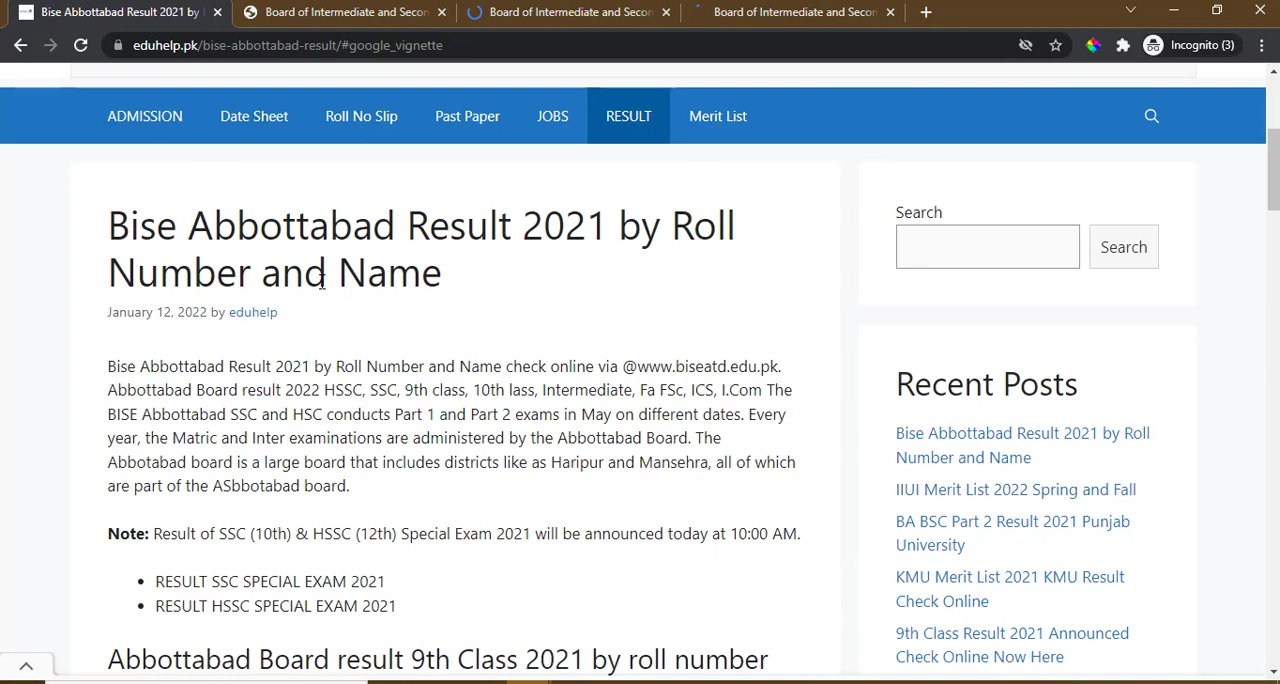 Bise Abbottabad Result 2021 by
Board of Intermediate and Secon
Board of Intermediate and Secon
Board of Intermediate and Secon
eduhelp.pk/bise-abbottabad-result/#google_vignette
Incognito (3)
ADMISSION
Date Sheet
Roll No Slip
Past Paper
JOBS
RESULT
Merit List
Bise Abbottabad Result 2021 by Roll
Number and Name
January 12, 2022 by eduhelp
Bise Abbottabad Result 2021 by Roll Number and Name check online via @www.biseatd.edu.pk.
Abbottabad Board result 2022 HSSC, SSC, 9th class, 10th lass, Intermediate, Fa FSc, ICS, I.Com The
BISE Abbottabad SSC and HSC conducts Part 1 and Part 2 exams in May on different dates. Every
year, the Matric and Inter examinations are administered by the Abbottabad Board. The
Abbotabad board is a large board that includes districts like as Haripur and Mansehra, all of which
are part of the ASbbotabad board.
Note: Result of SSC (10th) & HSSC (12th) Special Exam 2021 will be announced today at 10:00 AM.
RESULT SSC SPECIAL EXAM 2021
RESULT HSSC SPECIAL EXAM 2021
Abbottabad Board result 9th Class 2021 by roll number
Search
Search
Recent Posts
Bise Abbottabad Result 2021 by Roll
Number and Name
IIUI Merit List 2022 Spring and Fall
BA BSC Part 2 Result 2021 Punjab
University
KMU Merit List 2021 KMU Result
Check Online
9th Class Result 2021 Announced
Check Online Now Here